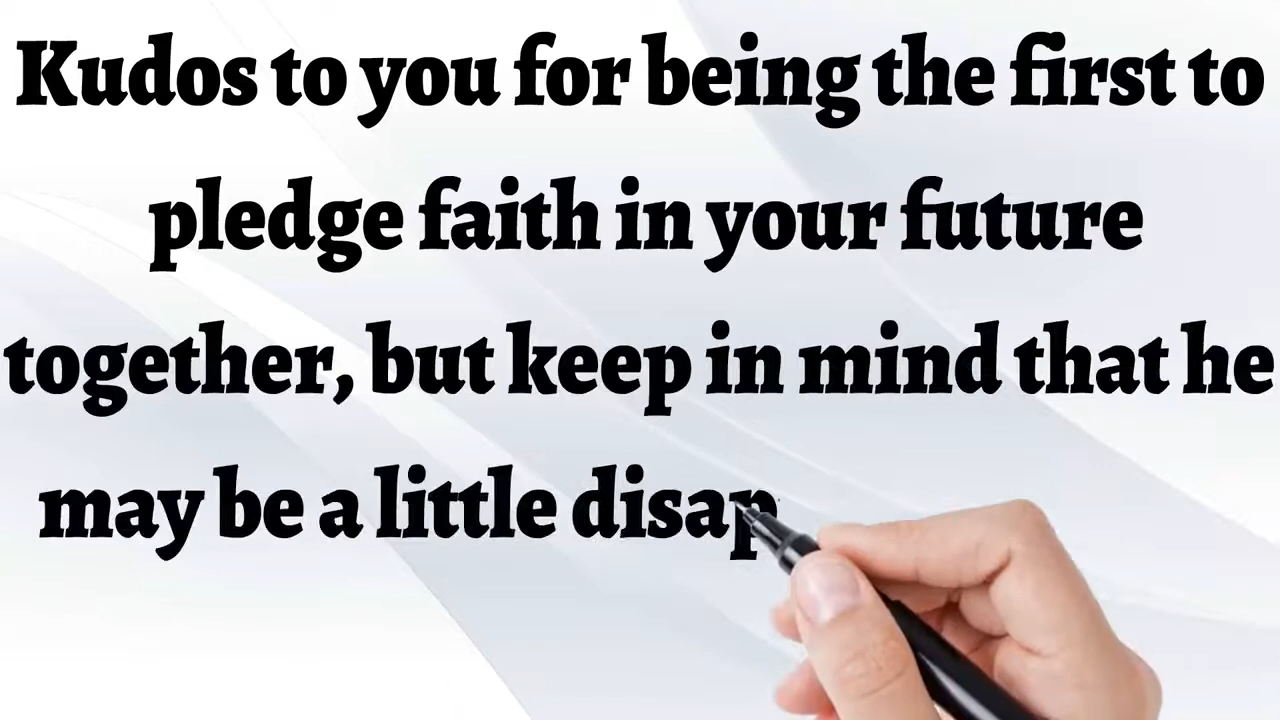 Kudos to you for being the first to
pledge faith in your future
together, but keep in mind that he
may be a little disap